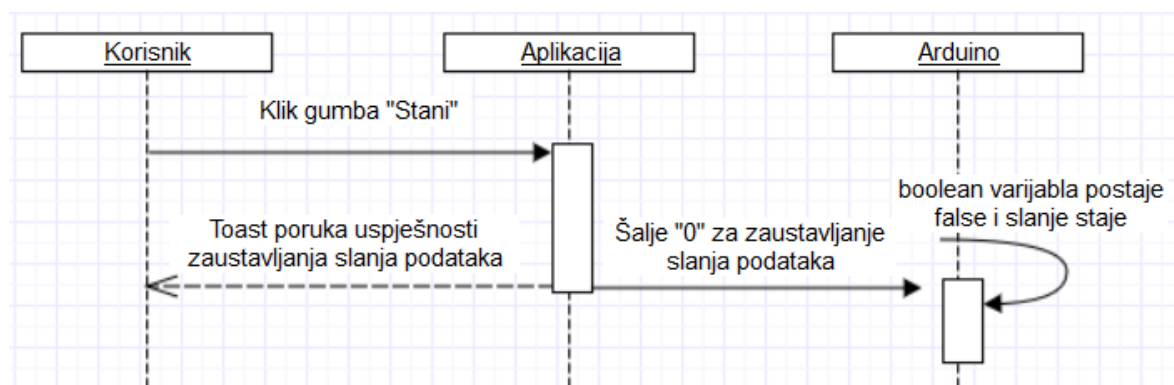 Korisnik
Aplikacija
Arduino
Klik gumba "Stani"
boolean varijabla postaje
false i slanje staje
Toast poruka uspješnosti
zaustavljanja slanja podataka
Šalje "0" za zaustavljanje
slanja podataka